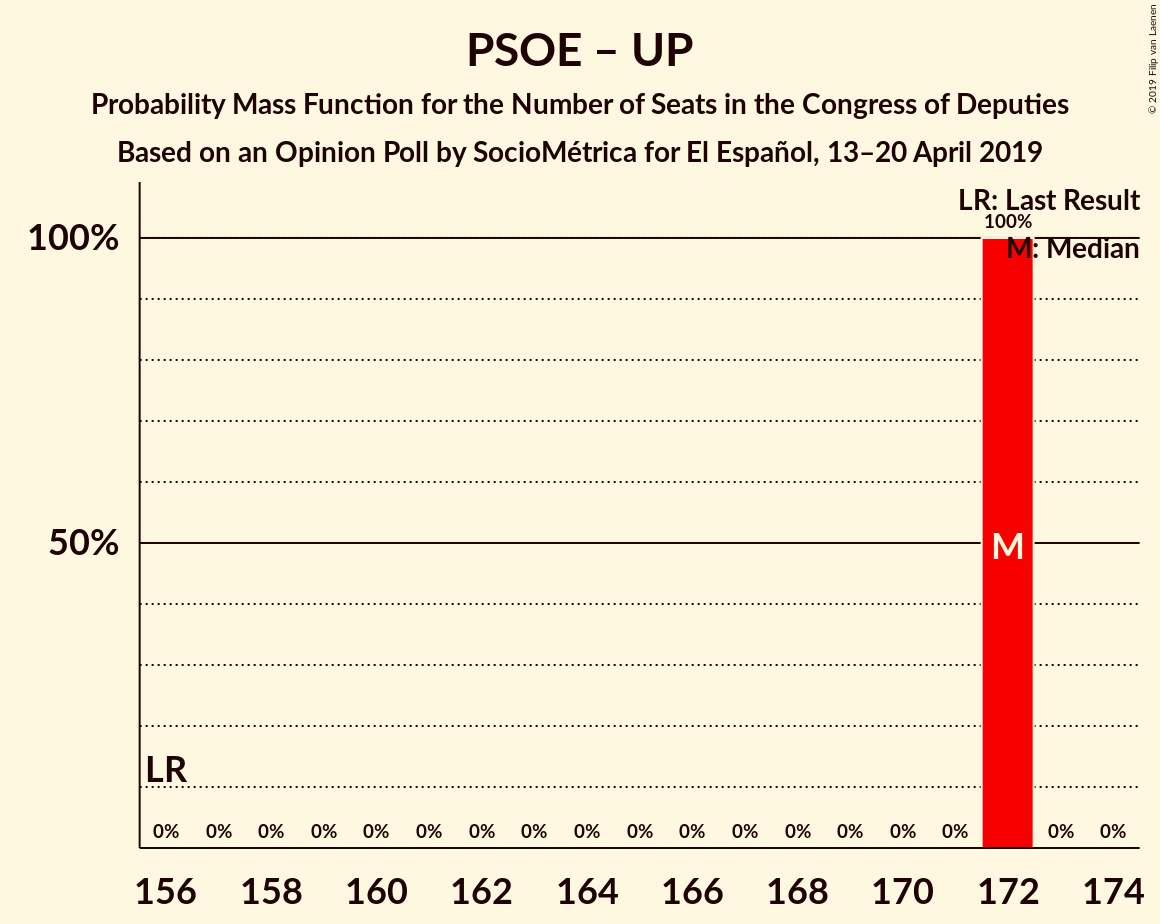 PSOE – UP
Probability Mass Function for the Number of Seats in the Congress of Deputies
Based on an Opinion Poll by SocioMétrica for El Español, 13–20 April 2019
© 2019 Filip van Laenen
LR: Last Result
100%
M: Median
100%
50%
M
LR
0% 0% 0% 0% 0% 0% 0% 0% 0% 0% 0% 0% 0% 0% 0% 0% 0% 0%
156 158 160 162 164 166 168 170 172 174